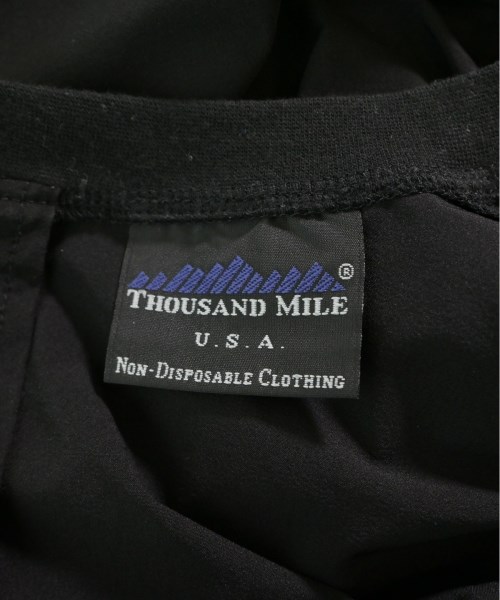 ®
THOUSAND MILE
U.S.A.
NON-DISPOSABLE CLOTHING